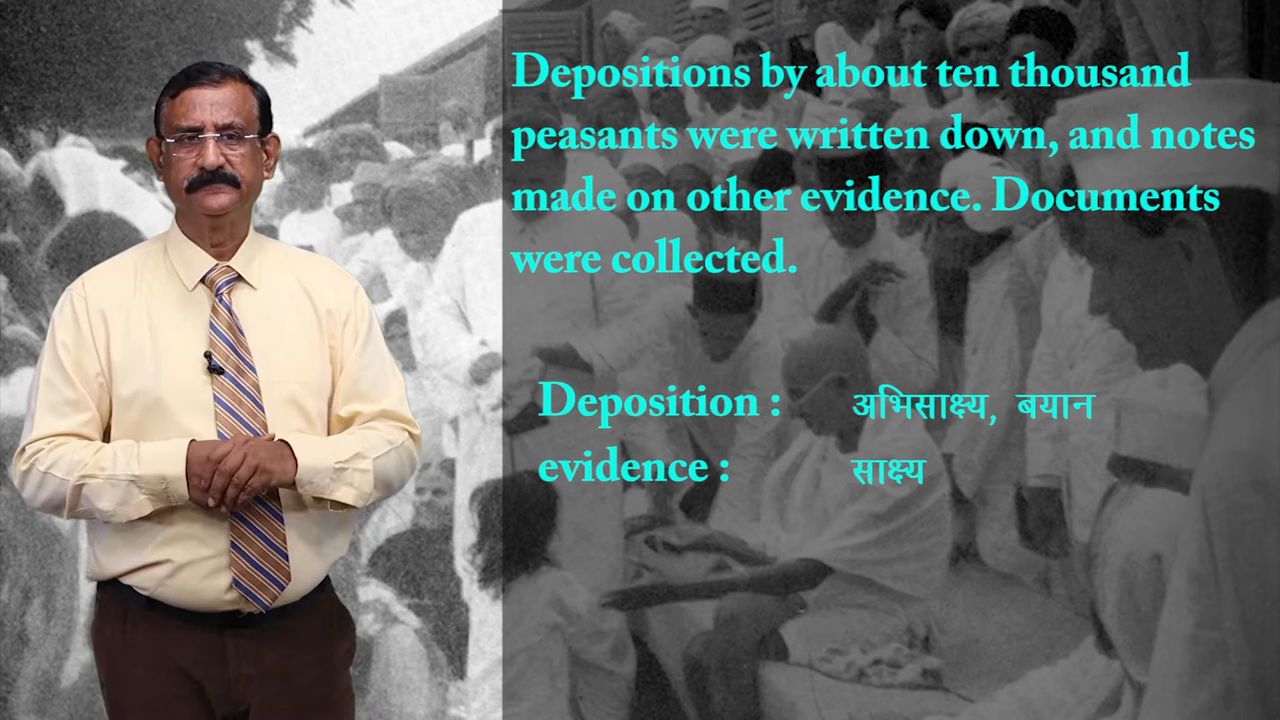 Depositions by about ten thousand
peasants were written down, and notes
made on other evidence. Documents
were collected.
Deposition : अभिसाक्ष्य, बयान
evidence : साक्ष्य